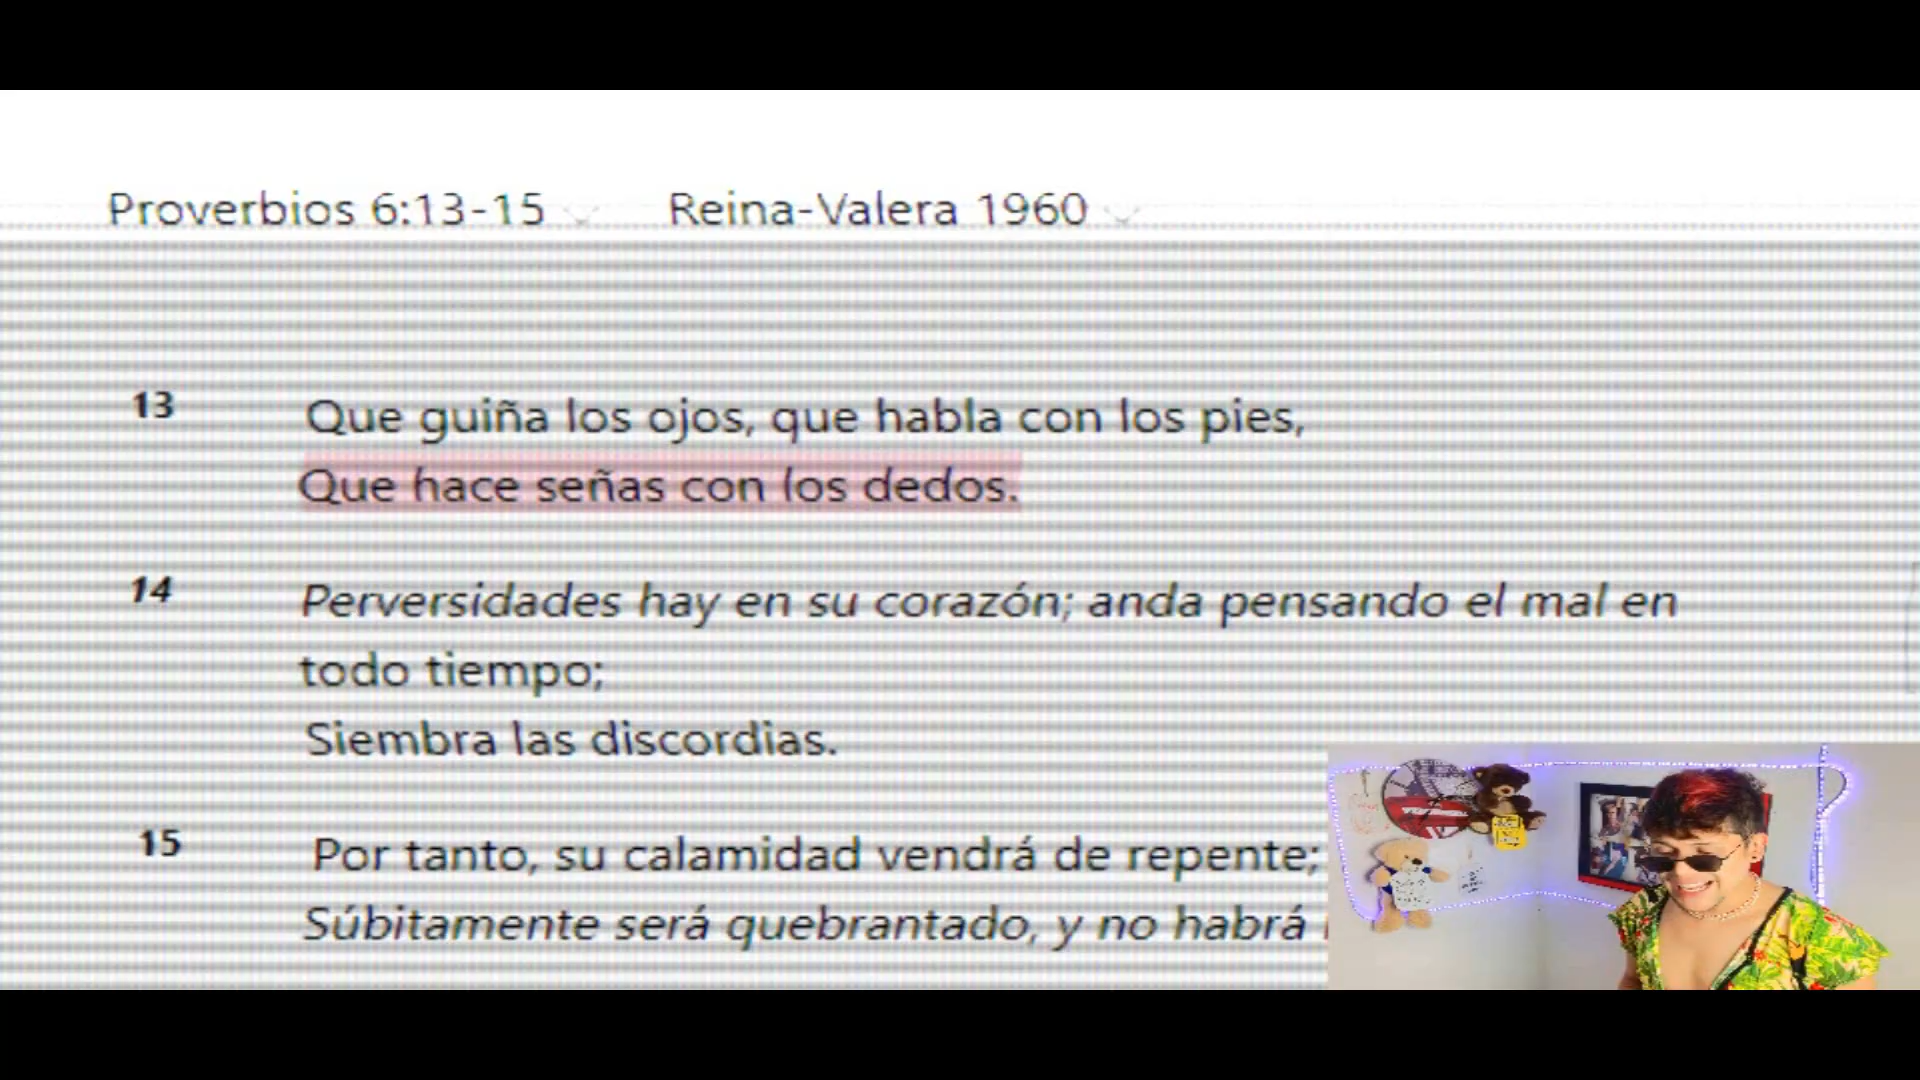 Proverbios 6:13-15 Reina-Valera 1960
13 Que guiña los ojos, que habla con los pies,
Que hace señas con los dedos.
14 Perversidades hay en su corazón; anda pensando el mal en
todo tiempo;
Siembra las discordias.
15 Por tanto, su calamidad vendrá de repente;
Súbitamente será quebrantado, y no habrá